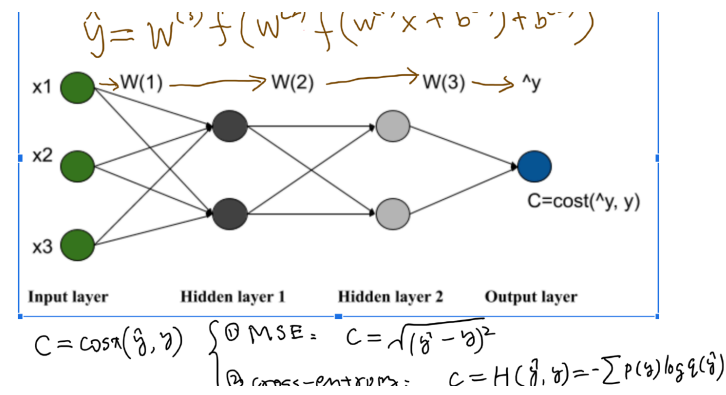 ŷ = W⁽³⁾ f(W⁽²⁾ f(W⁽¹⁾x + b⁽¹⁾) + b⁽²⁾)
x1 → W(1) → W(2) → W(3) → ^y
x2
C=cost(^y, y)
x3
Input layer Hidden layer 1 Hidden layer 2 Output layer
C = cost(ŷ, y) { ① MSE: C = √(ŷ - y)²
② cross-entropy: C = H(ŷ, y) = -∑ p(y) log q(ŷ)